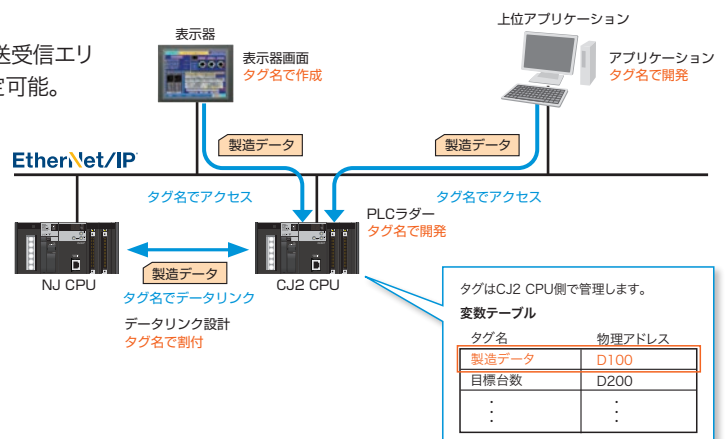 送受信エリ
定可能。
表示器
表示器画面
タグ名で作成
上位アプリケーション
アプリケーション
タグ名で開発
製造データ
製造データ
EtherNet/IP
タグ名でアクセス
タグ名でアクセス
PLCラダー
タグ名で開発
製造データ
NJ CPU
CJ2 CPU
タグ名でデータリンク
データリンク設計
タグ名で割付
タグはCJ2 CPU側で管理します。
変数テーブル
タグ名 物理アドレス
製造データ D100
目標台数 D200
： ：